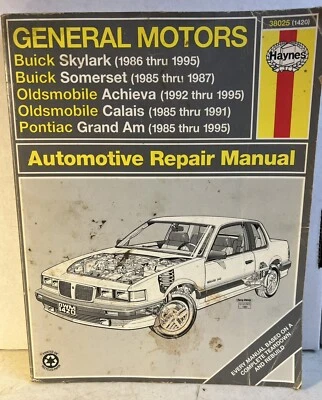 38025 (1420)
GENERAL MOTORS
Haynes
Buick Skylark (1986 thru 1995)
Buick Somerset (1985 thru 1987)
Oldsmobile Achieva (1992 thru 1995)
Oldsmobile Calais (1985 thru 1991)
Pontiac Grand Am (1985 thru 1995)
Automotive Repair Manual
EVERY MANUAL BASED ON A
COMPLETE TEARDOWN
AND REBUILD